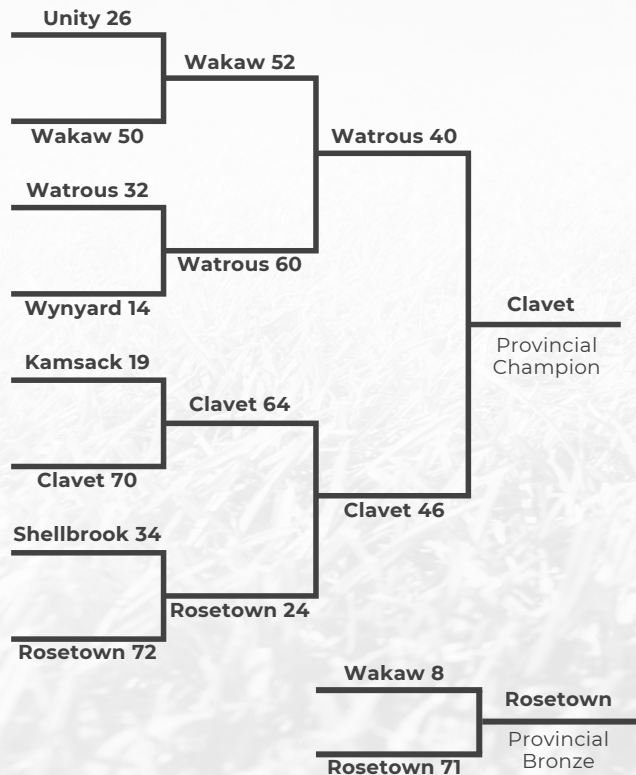 Unity 26
Wakaw 50
Watrous 32
Wynyard 14
Kamsack 19
Clavet 70
Shellbrook 34
Rosetown 72
Wakaw 52
Watrous 60
Clavet 64
Rosetown 24
Watrous 40
Clavet 46
Clavet
Provincial
Champion
Wakaw 8
Rosetown 71
Rosetown
Provincial
Bronze